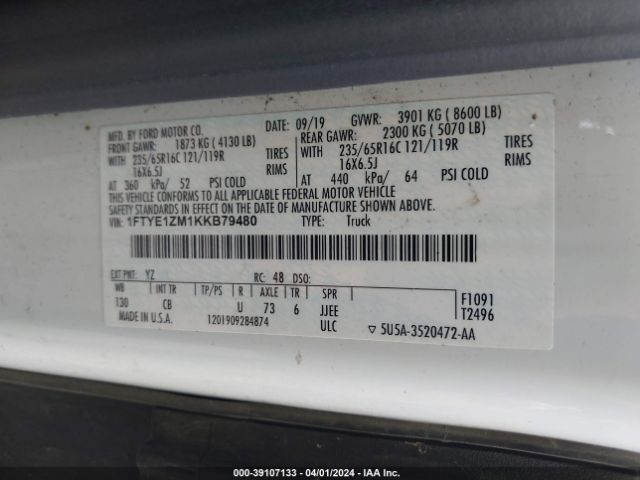 MFD. BY FORD MOTOR CO. 09/19 GVWR: 3901 KG ( 8600 LB)
FRONT GAWR: 1873 KG ( 4130 LB) REAR GAWR: 2300 KG ( 5070 LB)
WITH 235/65R16C 121/119R TIRES WITH 235/65R16C 121/119R TIRES
16X6.5J RIMS 16X6.5J RIMS
AT 360 kPa/ 52 PSI COLD AT 440 kPa/ 64 PSI COLD
THIS VEHICLE CONFORMS TO ALL APPLICABLE FEDERAL MOTOR VEHICLE
SAFETY STANDARDS IN EFFECT ON THE DATE OF MANUFACTURE SHOWN ABOVE.
VIN: 1FTYE1ZM1KKB79480 TYPE: Truck
EXT PNT: YZ RC: 48 DSO:
WB INT TR TP/PS R AXLE TR SPR F1091
130 CB U 73 6 JJEE T2496
MADE IN U.S.A. 1201909284874 ULC ▽ 5U5A-3520472-AA
000-39107133 - 04/01/2024 - IAA Inc.